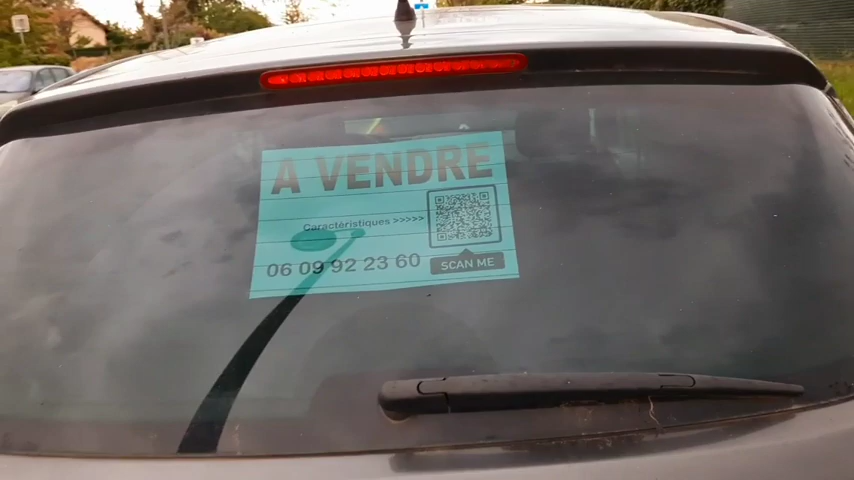 A VENDRE
Caractéristiques >>>>>
06 09 92 23 60
SCAN ME